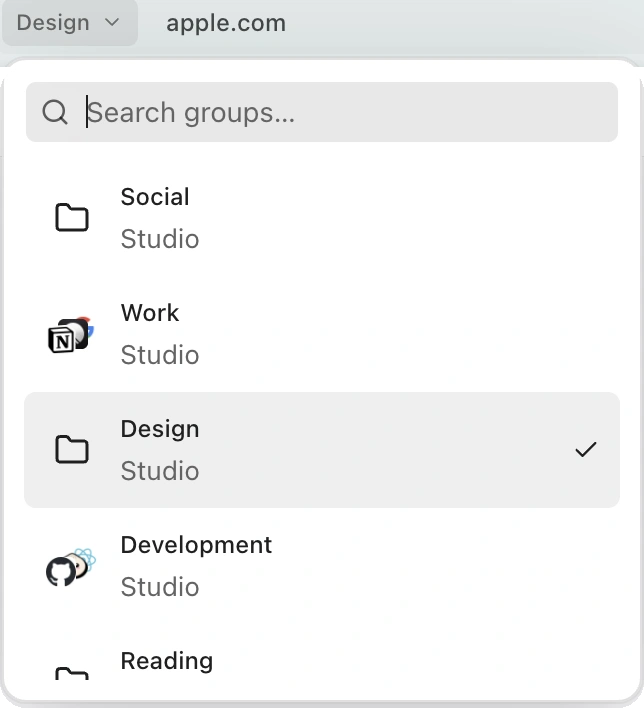 Design apple.com
Search groups...
Social
Studio
Work
Studio
Design
Studio
Development
Studio
Reading